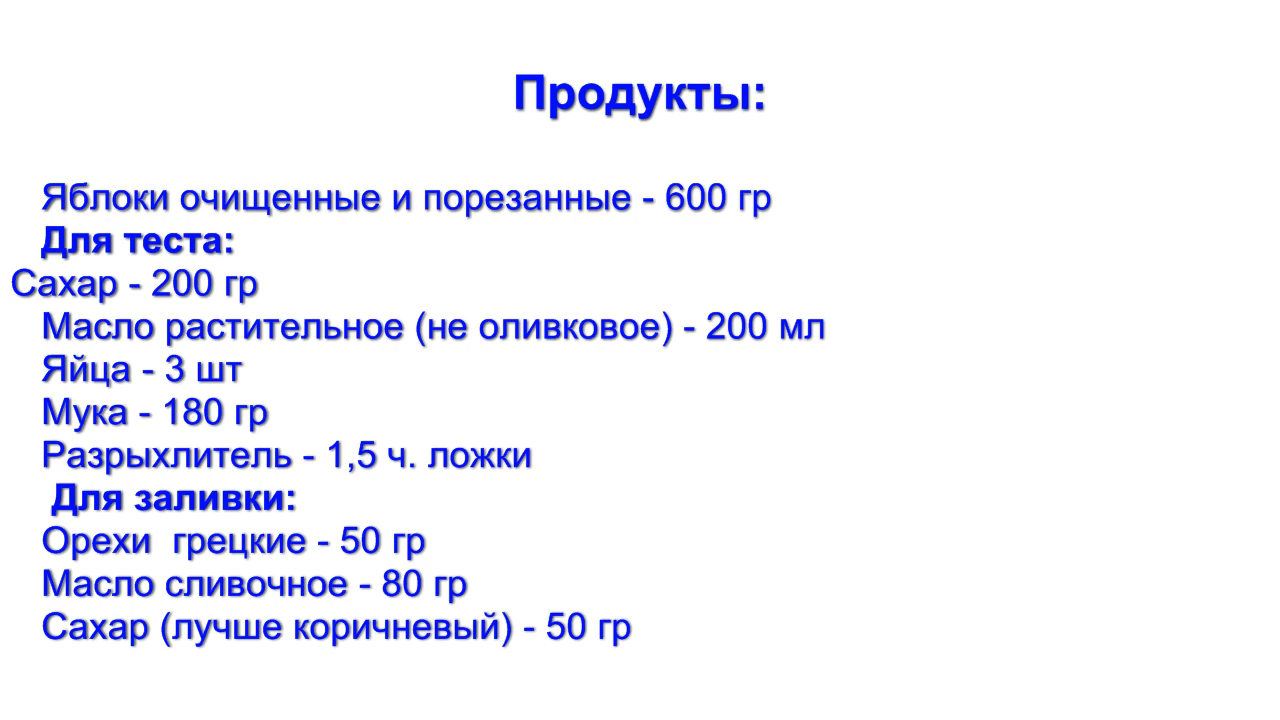 Продукты:
Яблоки очищенные и порезанные - 600 гр
Для теста:
Сахар - 200 гр
Масло растительное (не оливковое) - 200 мл
Яйца - 3 шт
Мука - 180 гр
Разрыхлитель - 1,5 ч. ложки
Для заливки:
Орехи  грецкие - 50 гр
Масло сливочное - 80 гр
Сахар (лучше коричневый) - 50 гр